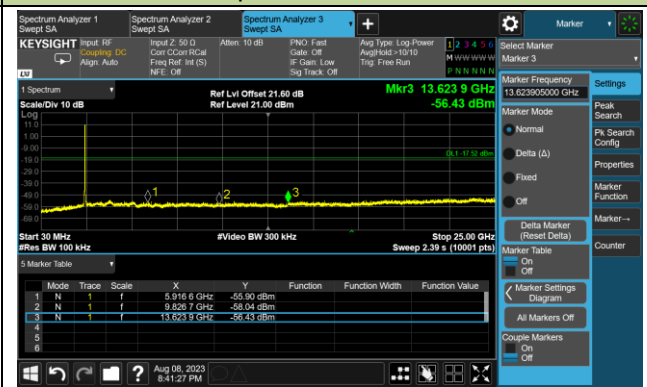 Spectrum Analyzer 1
Swept SA
Spectrum Analyzer 2
Swept SA
Spectrum Analyzer 3
Swept SA
Marker
KEYSIGHT
Input: RF
Coupling: DC
Align: Auto
Input Z: 50 Ω
Corr CCorr RCal
Freq Ref: Int (S)
NFE: Off
Atten: 10 dB
PNO: Fast
Gate: Off
IF Gain: Low
Sig Track: Off
Avg Type: Log-Power
Avg|Hold:>10/10
Trig: Free Run
1 2 3 4 5 6
M W W W W W
P N N N N N
LXI
Select Marker
Marker 3
1 Spectrum
Scale/Div 10 dB
Ref Lvl Offset 21.60 dB
Ref Level 21.00 dBm
Mkr3 13.623 9 GHz
-56.43 dBm
Log
11.0
1.00
-9.00
-19.0
-29.0
-39.0
-49.0
-59.0
-69.0
DL1 -17.52 dBm
1
2
3
Start 30 MHz
#Res BW 100 kHz
#Video BW 300 kHz
Stop 25.00 GHz
Sweep 2.39 s (10001 pts)
5 Marker Table
Mode Trace Scale X Y Function Function Width Function Value
1 N 1 f 5.916 6 GHz -55.90 dBm
2 N 1 f 9.826 7 GHz -58.04 dBm
3 N 1 f 13.623 9 GHz -56.43 dBm
4
5
6
Aug 08, 2023
8:41:27 PM
Marker Frequency
13.623905000 GHz
Marker Mode
Normal
Delta (Δ)
Fixed
Off
Delta Marker
(Reset Delta)
Marker Table
On
Off
Marker Settings
Diagram
All Markers Off
Couple Markers
On
Off
Settings
Peak
Search
Pk Search
Config
Properties
Marker
Function
Marker→
Counter